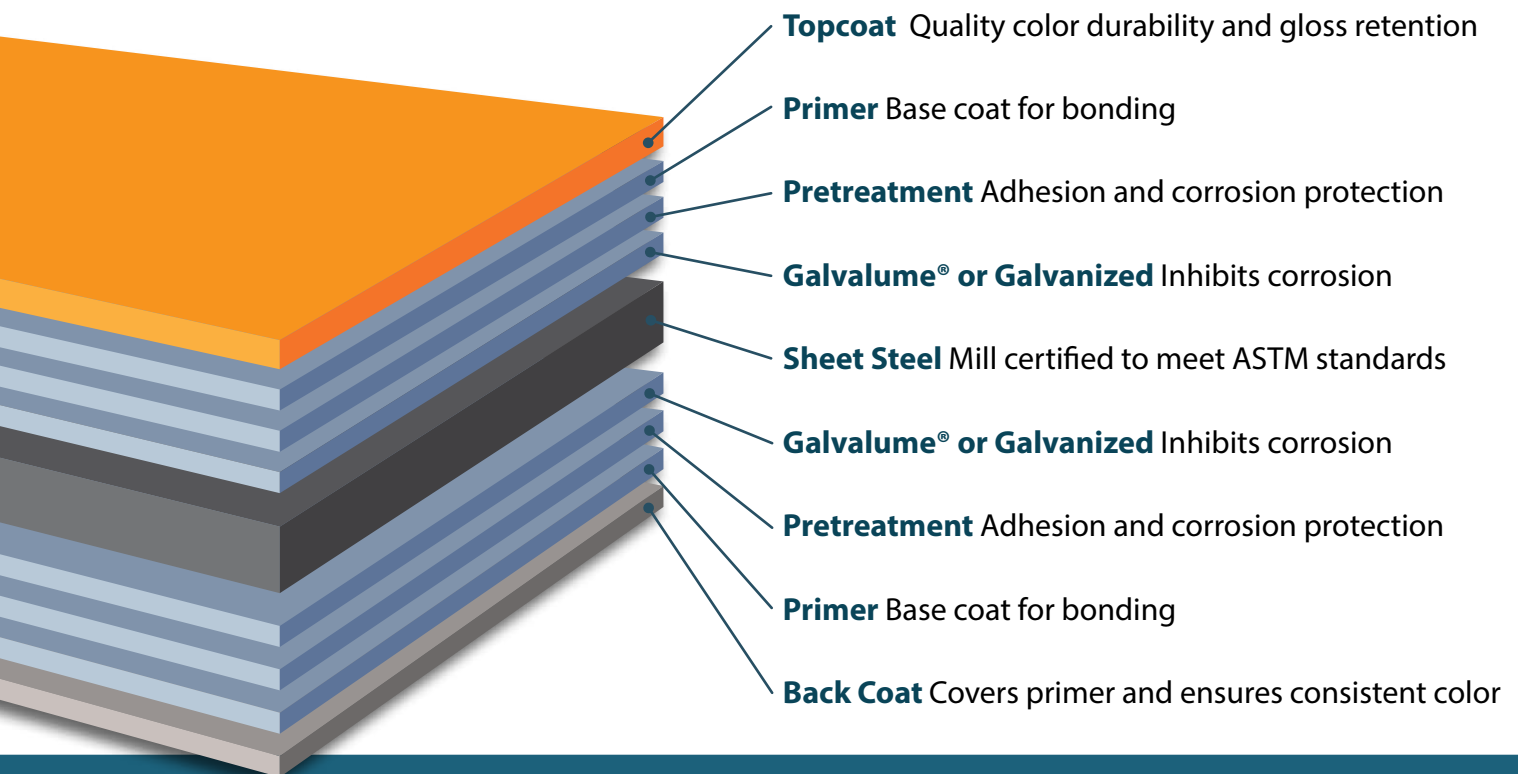 Topcoat Quality color durability and gloss retention
Primer Base coat for bonding
Pretreatment Adhesion and corrosion protection
Galvalume® or Galvanized Inhibits corrosion
Sheet Steel Mill certified to meet ASTM standards
Galvalume® or Galvanized Inhibits corrosion
Pretreatment Adhesion and corrosion protection
Primer Base coat for bonding
Back Coat Covers primer and ensures consistent color